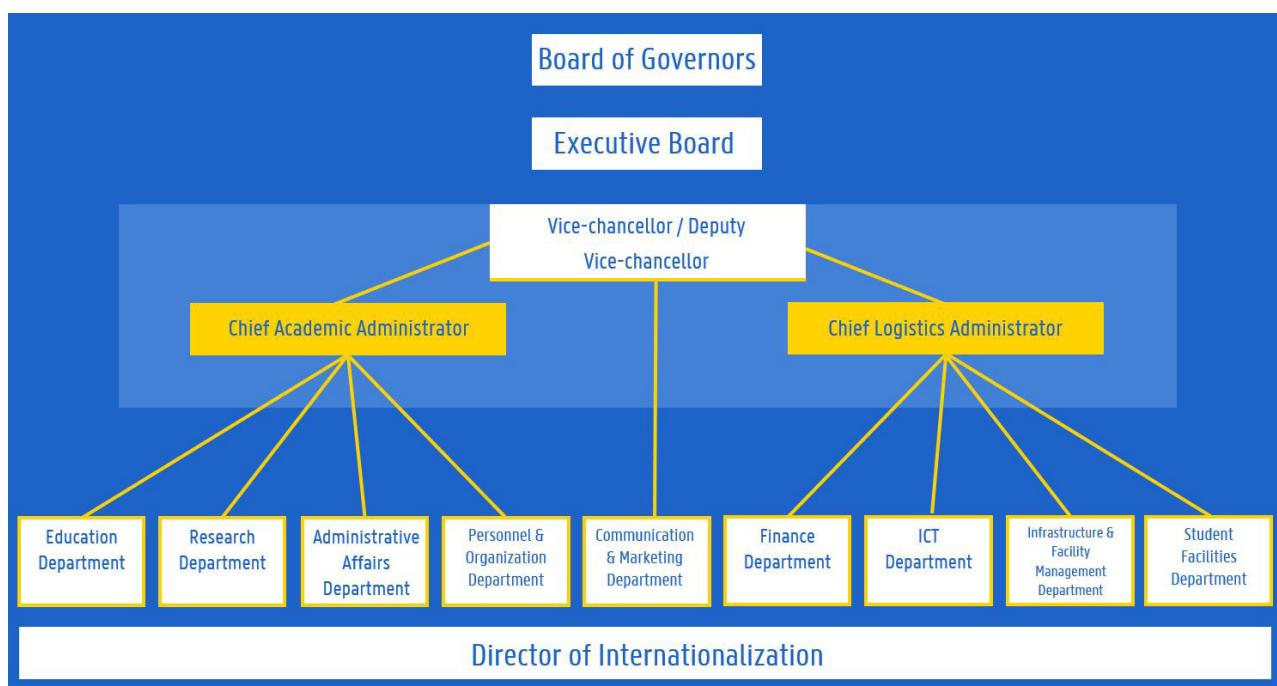 Board of Governors
Executive Board
Vice-chancellor / Deputy
Vice-chancellor
Chief Academic Administrator
Chief Logistics Administrator
Education
Department
Research
Department
Administrative
Affairs
Department
Personnel &
Organization
Department
Communication
& Marketing
Department
Finance
Department
ICT
Department
Infrastructure &
Facility
Management
Department
Student
Facilities
Department
Director of Internationalization